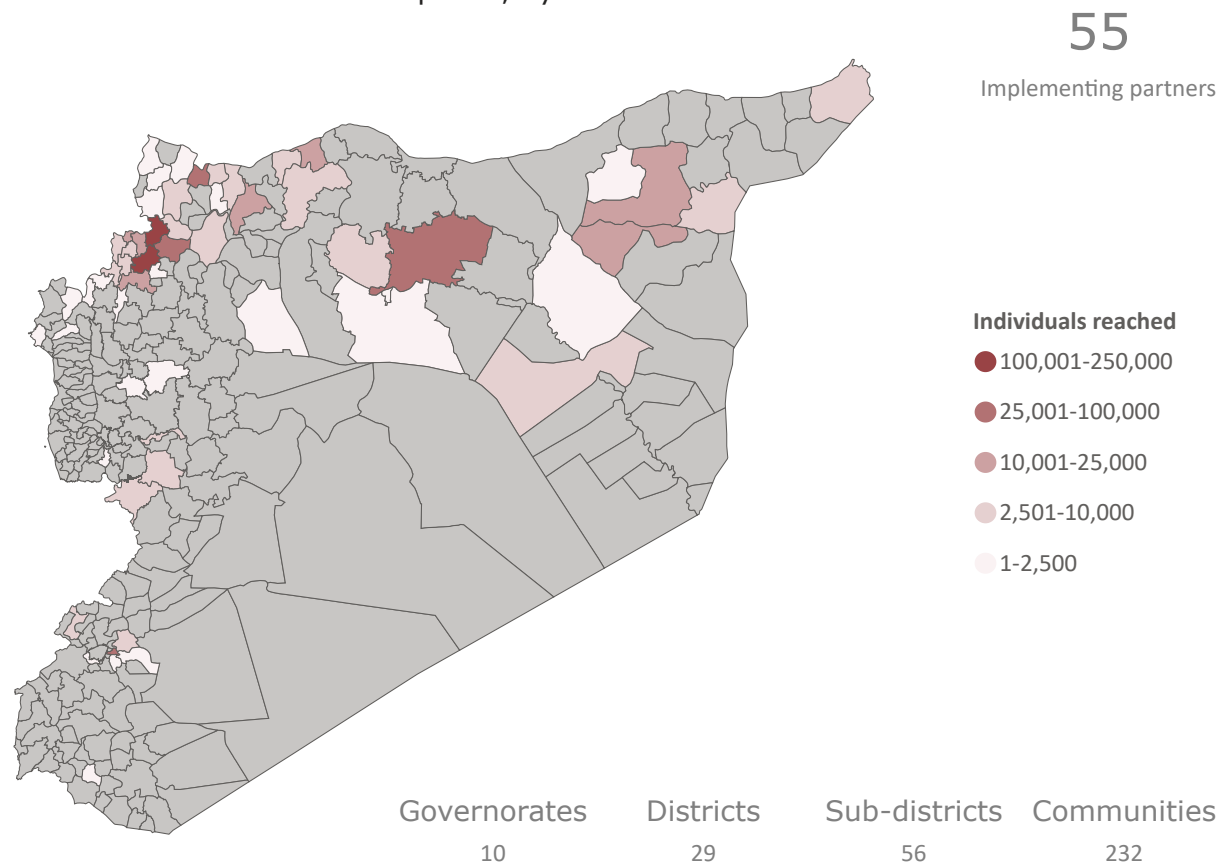 55
Implementing partners
Individuals reached
100,001-250,000
25,001-100,000
10,001-25,000
2,501-10,000
1-2,500
Governorates Districts Sub-districts Communities
10 29 56 232